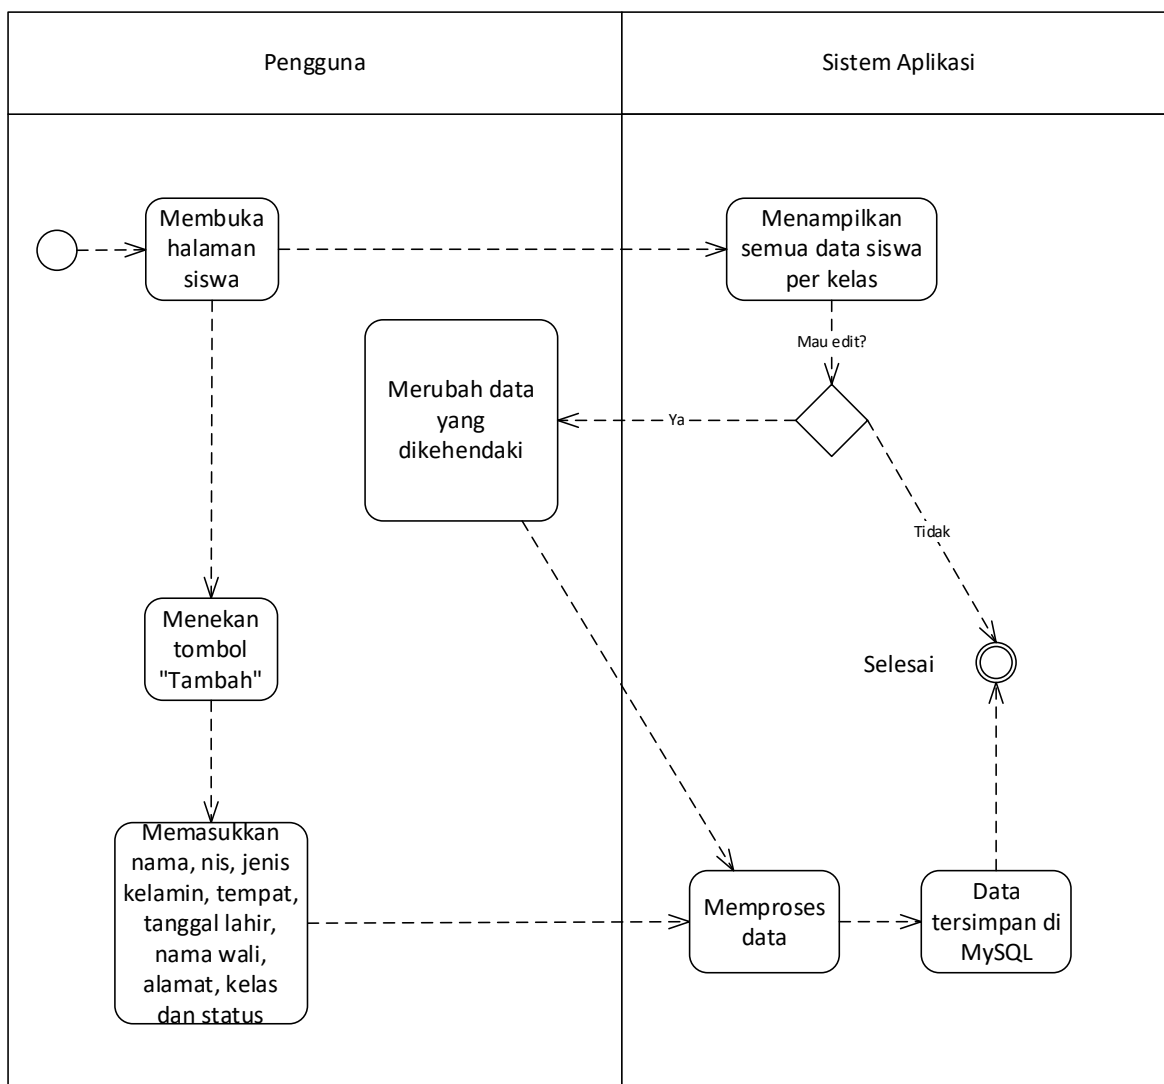 Pengguna
Sistem Aplikasi
Membuka
halaman
siswa
Menampilkan
semua data siswa
per kelas
Mau edit?
Merubah data
yang
dikehendaki
Ya
Tidak
Menekan
tombol
"Tambah"
Selesai
Memasukkan
nama, nis, jenis
kelamin, tempat,
tanggal lahir,
nama wali,
alamat, kelas
dan status
Memproses
data
Data
tersimpan di
MySQL